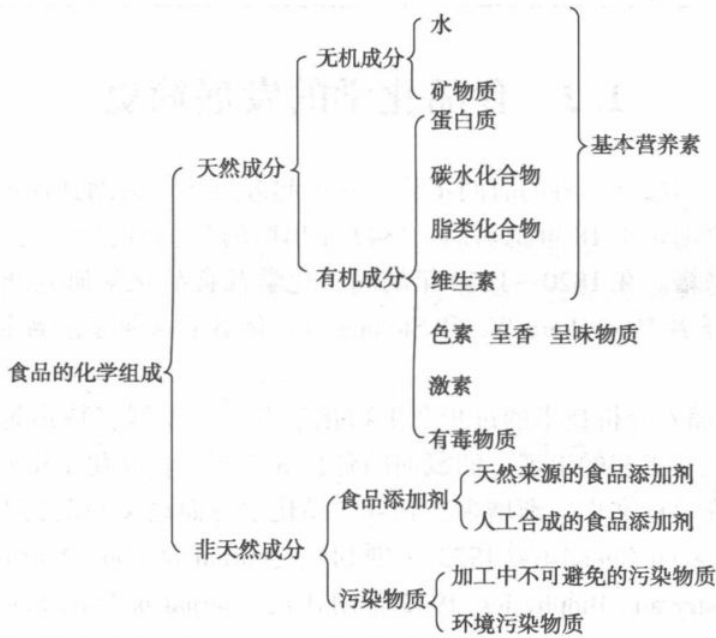 水
无机成分
矿物质
蛋白质
基本营养素
天然成分
碳水化合物
脂类化合物
有机成分
维生素
色素 呈香 呈味物质
食品的化学组成
激素
有毒物质
天然来源的食品添加剂
食品添加剂
人工合成的食品添加剂
非天然成分
加工中不可避免的污染物质
污染物质
环境污染物质